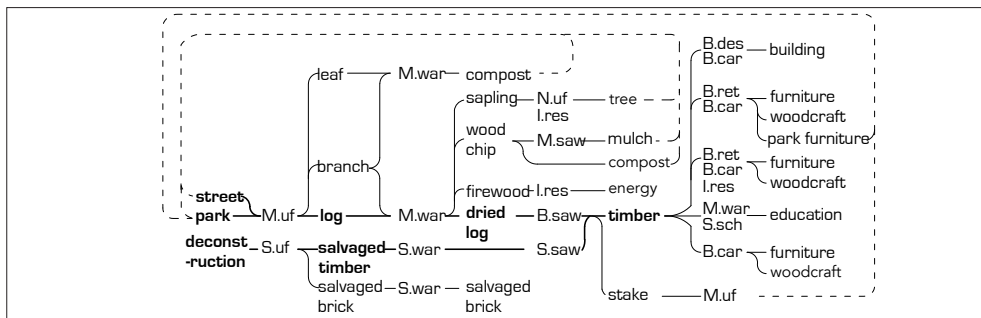 B.des
B.car
building
leaf
M.war
compost
sapling
N.uf
I.res
tree
B.ret
B.car
furniture
woodcraft
park furniture
wood
chip
M.saw
mulch
compost
branch
B.ret
B.car
I.res
furniture
woodcraft
firewood
I.res
energy
street
park
M.uf
log
M.war
dried
log
B.saw
timber
M.war
S.sch
education
deconst
-ruction
S.uf
salvaged
timber
S.war
S.saw
B.car
furniture
woodcraft
salvaged
brick
S.war
salvaged
brick
stake
M.uf